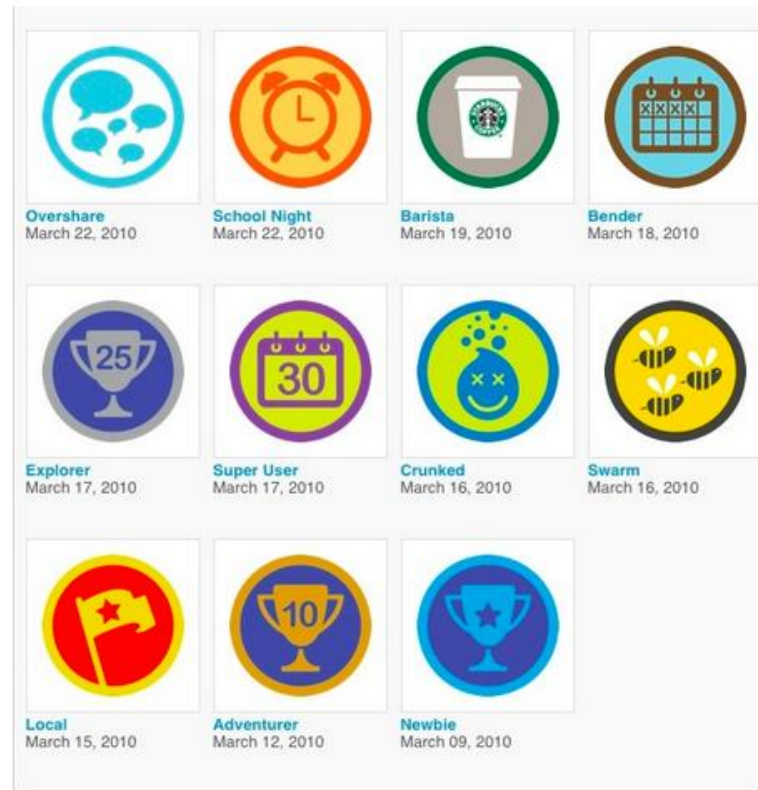 Overshare
March 22, 2010
School Night
March 22, 2010
STARBUCKS
COFFEE
Barista
March 19, 2010
X X X X
Bender
March 18, 2010
25
Explorer
March 17, 2010
30
Super User
March 17, 2010
x x
Crunked
March 16, 2010
Swarm
March 16, 2010
Local
March 15, 2010
10
Adventurer
March 12, 2010
Newbie
March 09, 2010